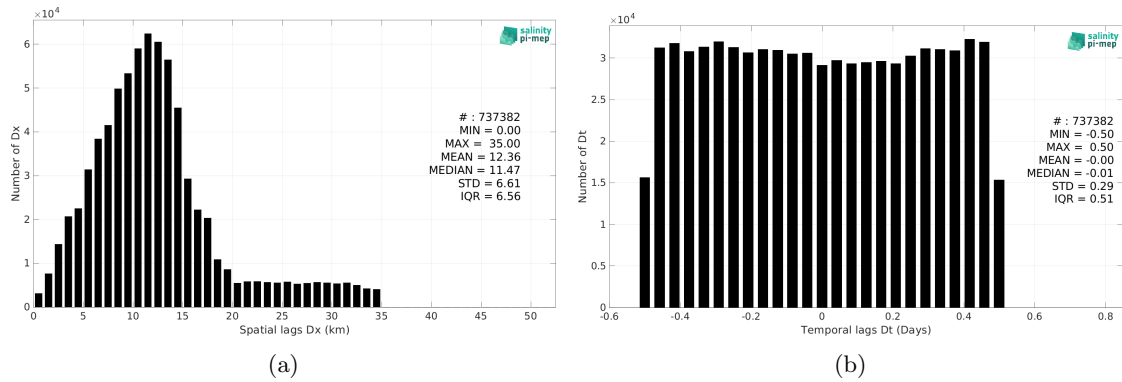 ×10⁴
6
5
4
3
2
1
0
Number of Dx
0 5 10 15 20 25 30 35 40 45 50
Spatial lags Dx (km)
salinity
pi-mep
# : 737382
MIN = 0.00
MAX = 35.00
MEAN = 12.36
MEDIAN = 11.47
STD = 6.61
IQR = 6.56
(a)
×10⁴
3
2.5
2
1.5
1
0.5
0
Number of Dt
-0.6 -0.4 -0.2 0 0.2 0.4 0.6 0.8
Temporal lags Dt (Days)
salinity
pi-mep
# : 737382
MIN = -0.50
MAX = 0.50
MEAN = -0.00
MEDIAN = -0.01
STD = 0.29
IQR = 0.51
(b)